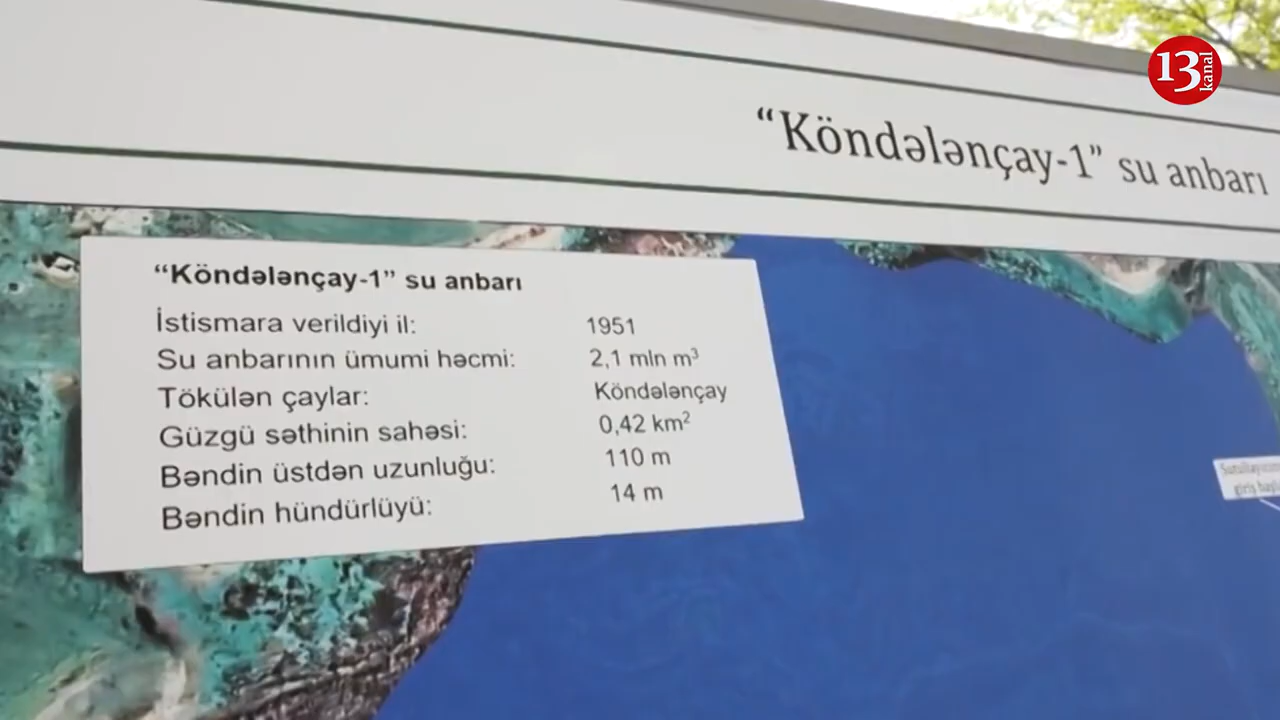 13 kanal
“Köndələnçay-1” su anbarı
“Köndələnçay-1” su anbarı
İstismara verildiyi il: 1951
Su anbarının ümumi həcmi: 2,1 mln m³
Tökülən çaylar: Köndələnçay
Güzgü səthinin sahəsi: 0,42 km²
Bəndin üstdən uzunluğu: 110 m
Bəndin hündürlüyü: 14 m
giriş